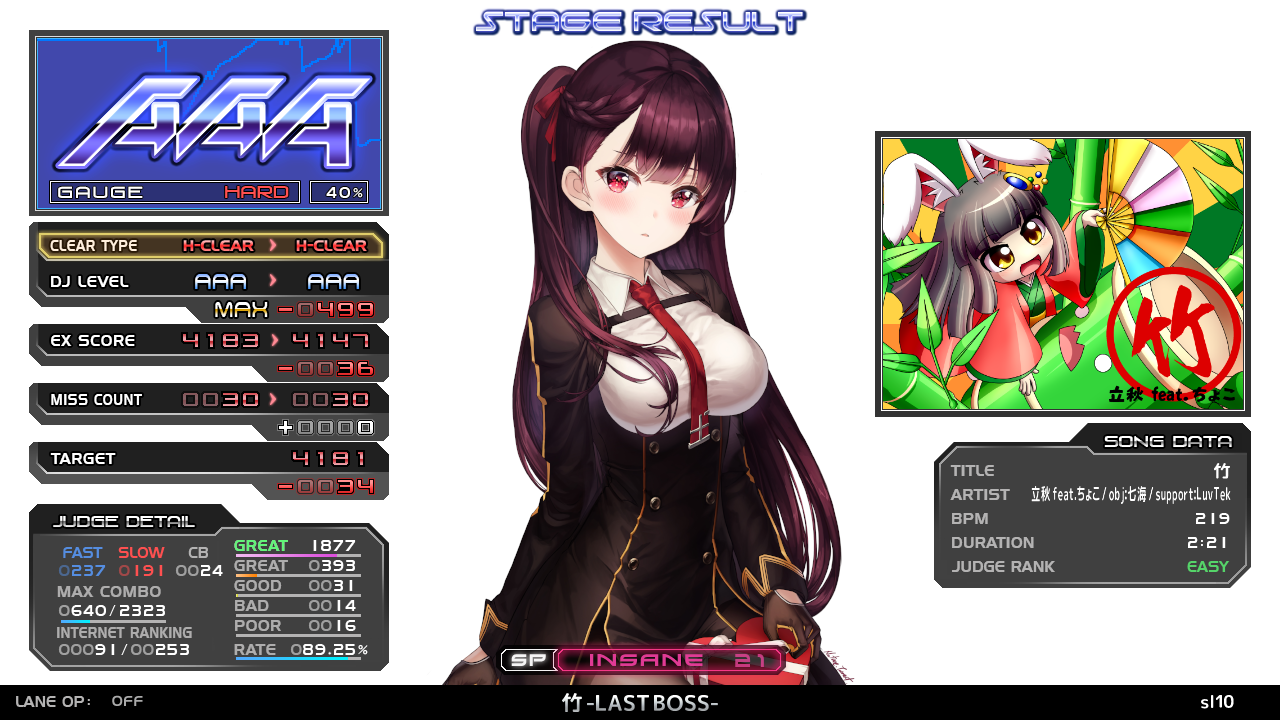 STAGE RESULT
AAA
GAUGE HARD 40%
CLEAR TYPE H-CLEAR H-CLEAR
DJ LEVEL AAA AAA
MAX -0499
EX SCORE 4183 4147
-0036
MISS COUNT 0030 0030
+0000
TARGET 4181
-0034
JUDGE DETAIL
FAST SLOW CB
0237 0191 0024
MAX COMBO
0640/2323
INTERNET RANKING
00091/00253
GREAT 1877
GREAT 0393
GOOD 0031
BAD 0014
POOR 0016
RATE 089.25%
竹
立秋 feat.ちよこ
SONG DATA
TITLE 竹
ARTIST 立秋 feat.ちょこ / obj:七海 / support:LuvTek
BPM 219
DURATION 2:21
JUDGE RANK EASY
SP INSANE 21
LANE OP: OFF
竹 -LAST BOSS-
sl10